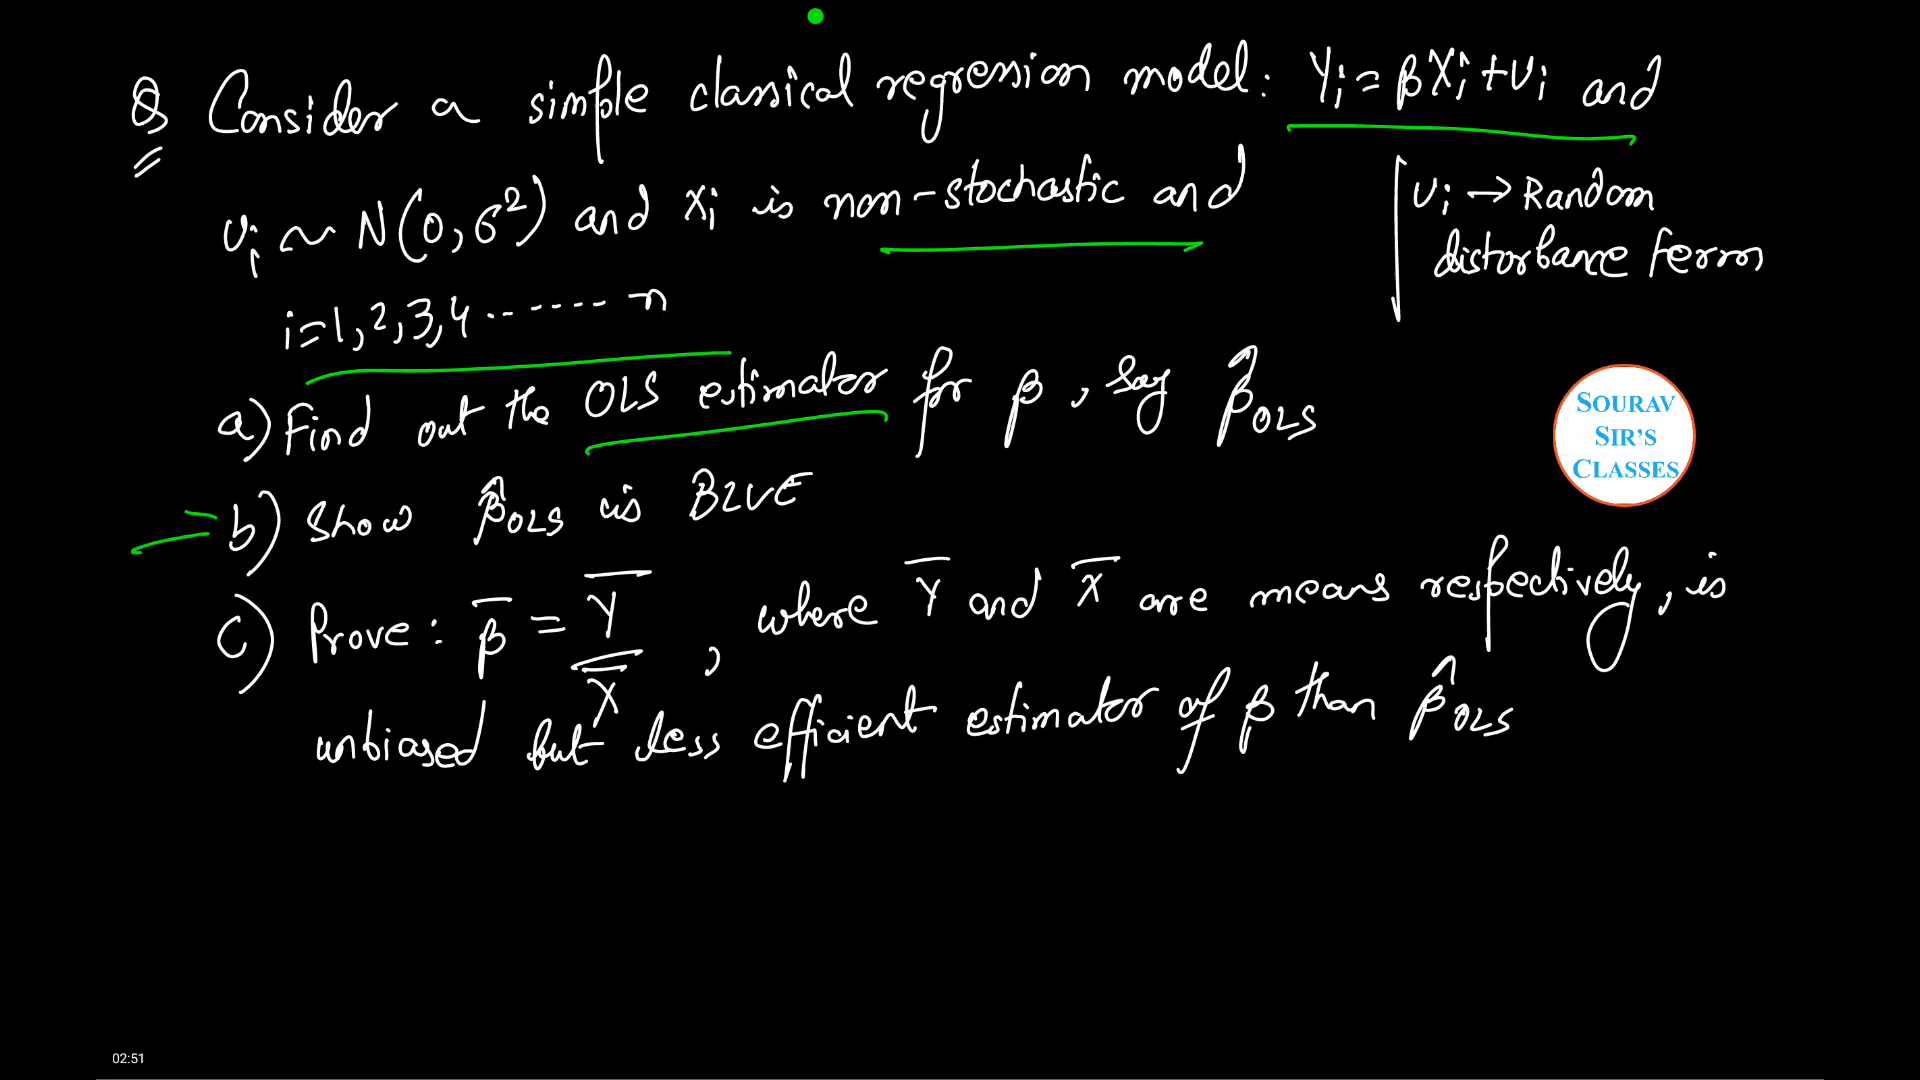 Q Consider a simple classical regression model: Yi = βXi + Ui and
Ui ~ N(0, σ²) and Xi is non-stochastic and
Ui → Random
disturbance term
i=1,2,3,4.......n
a) Find out the OLS estimator for β, say β̂OLS
SOURAV
SIR'S
CLASSES
b) Show β̂OLS is BLUE
c) Prove: β̅ = Y̅/X̅, where Y̅ and X̅ are means respectively, is
unbiased but less efficient estimator of β than β̂OLS
02:51